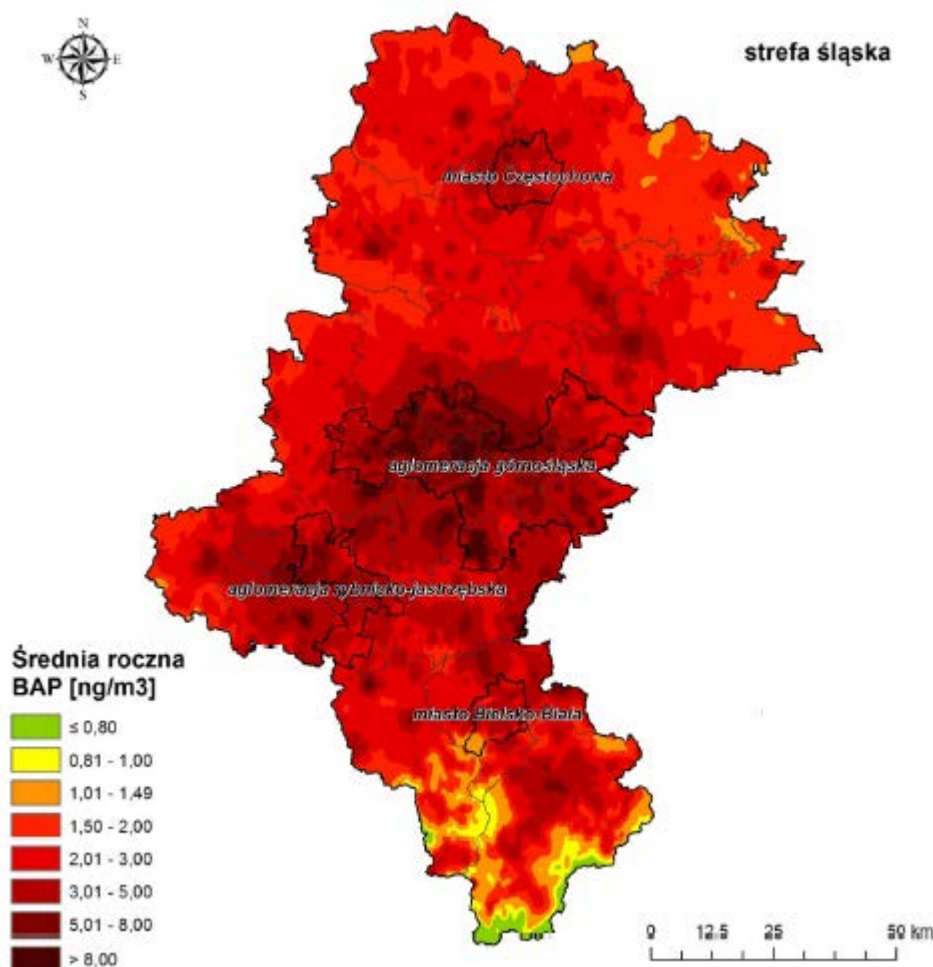 N
W E
S
strefa śląska
miasto Częstochowa
aglomeracja górnośląska
aglomeracja rybnicko-jastrzębska
miasto Bielsko-Biała
Średnia roczna
BAP [ng/m3]
≤ 0,80
0,81 - 1,00
1,01 - 1,49
1,50 - 2,00
2,01 - 3,00
3,01 - 5,00
5,01 - 8,00
> 8,00
0 12,5 25 50 km